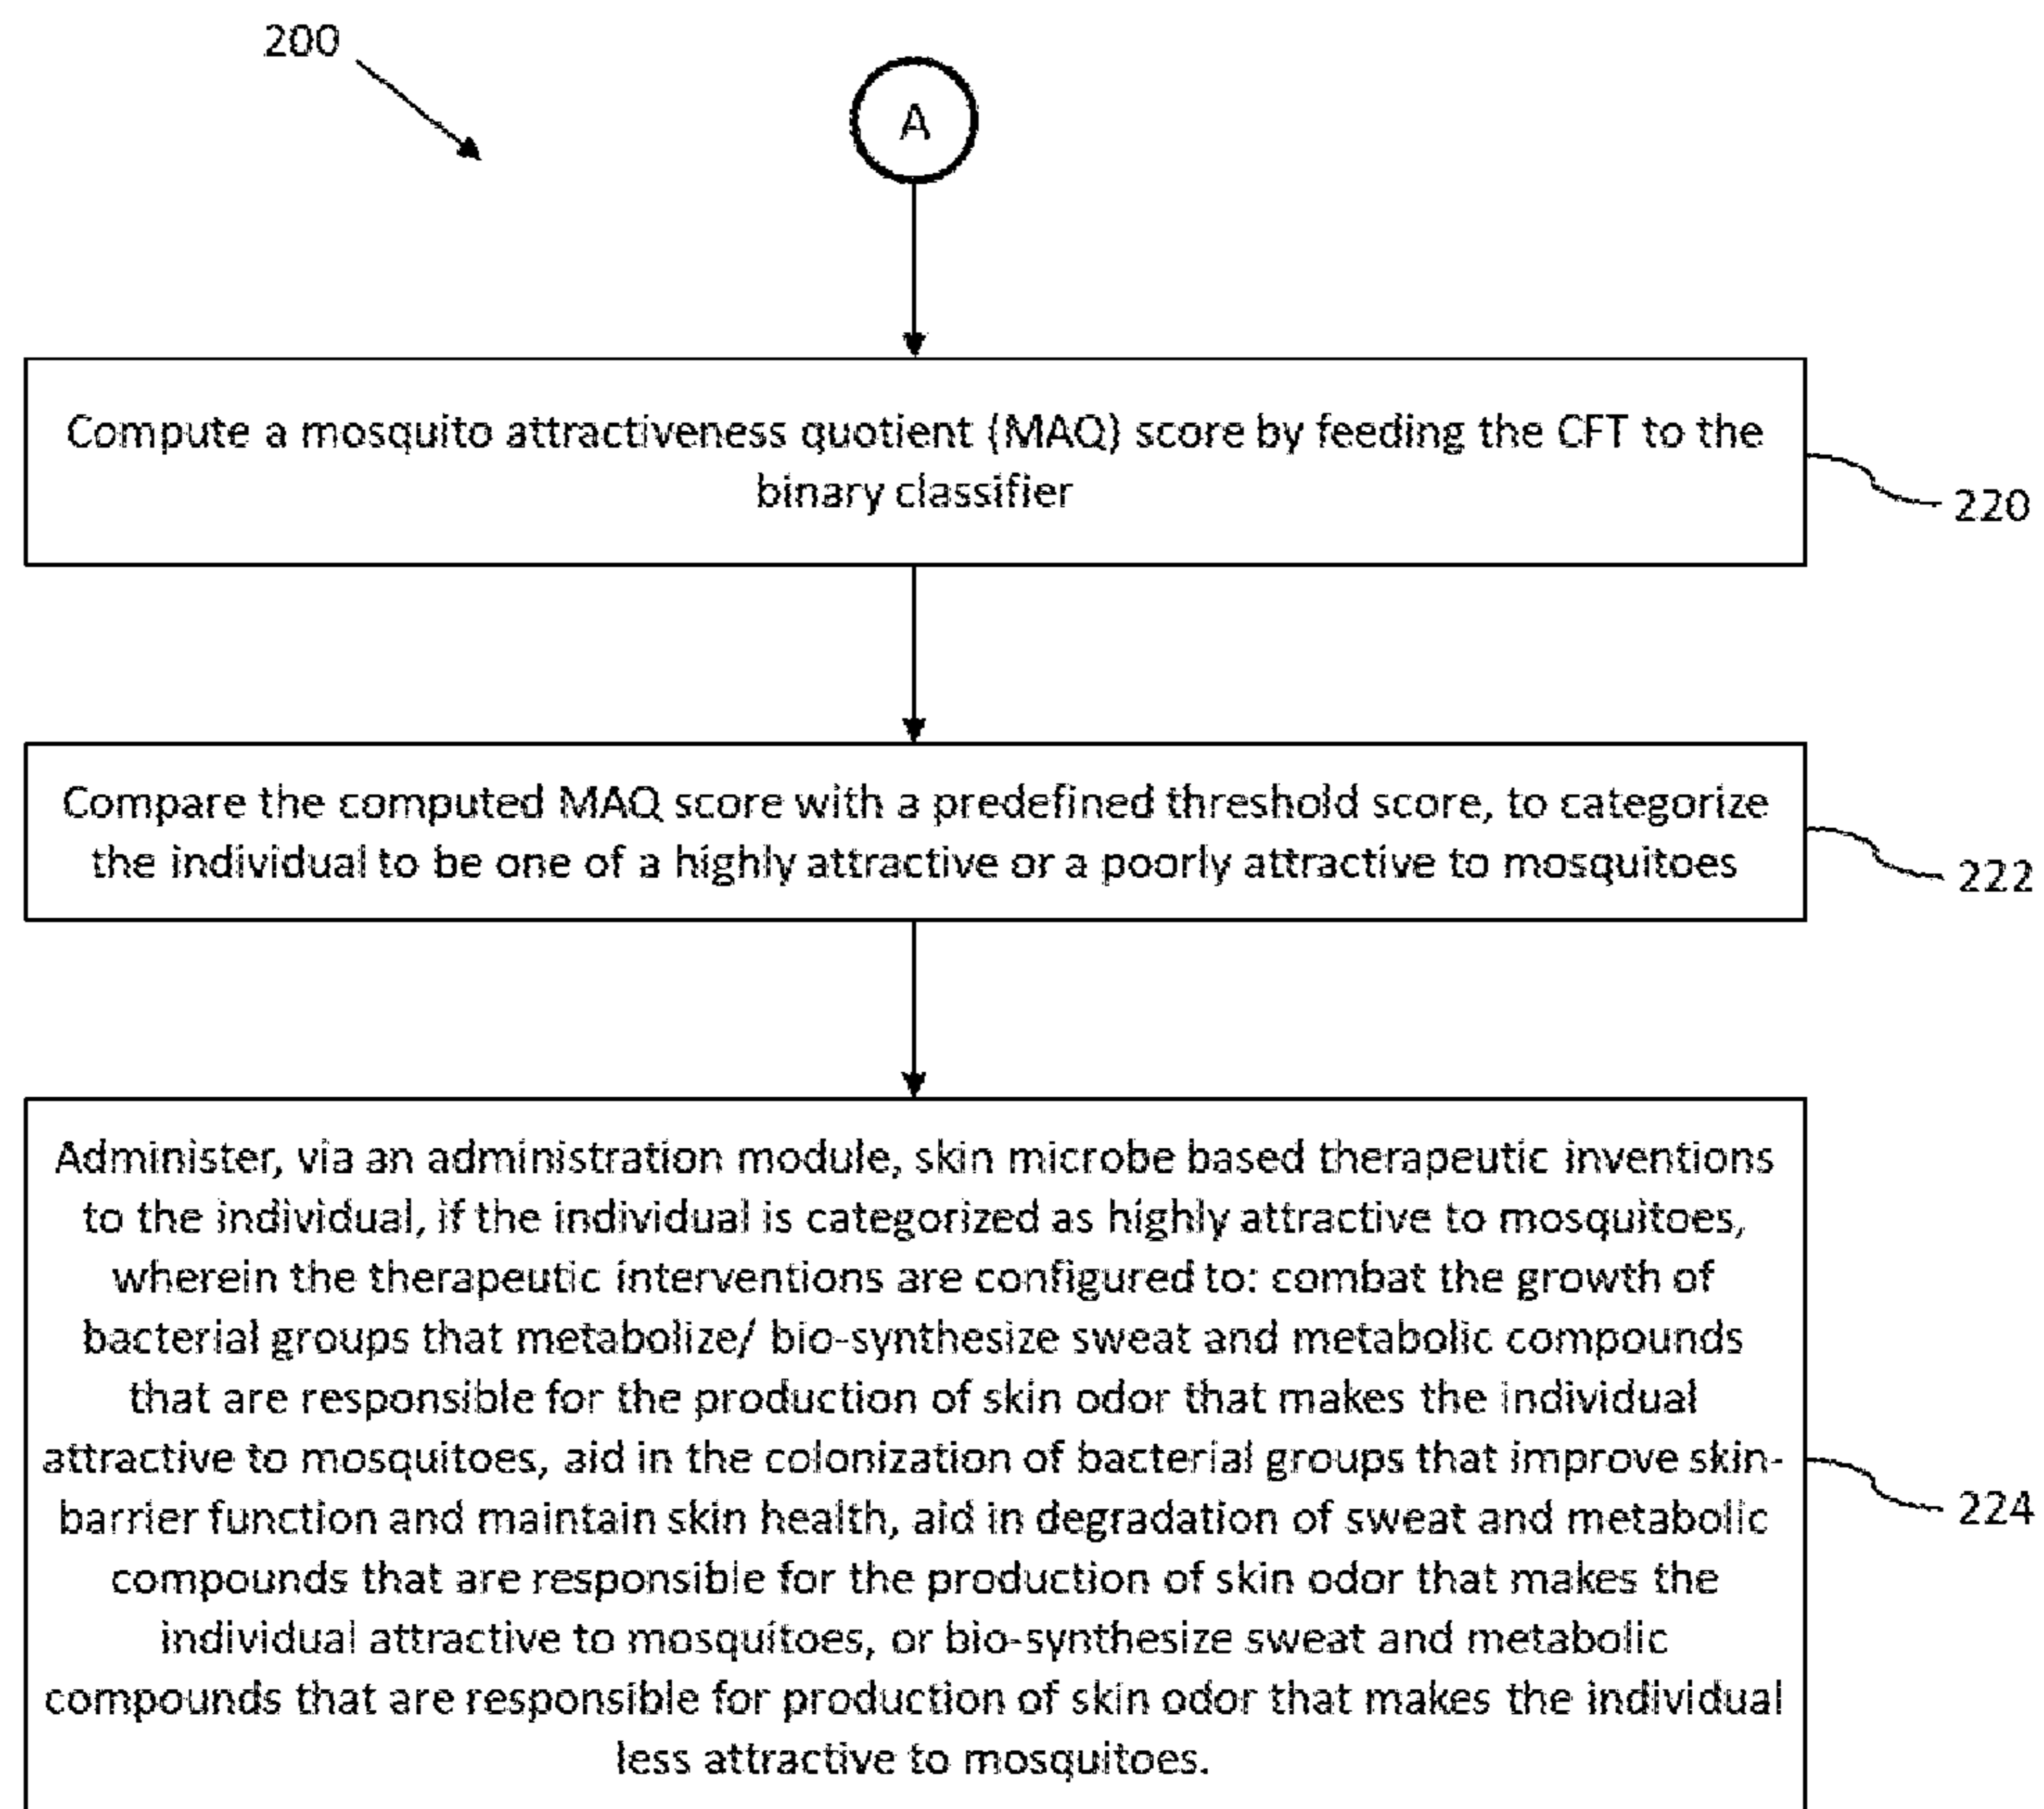 200
A
Compute a mosquito attractiveness quotient (MAQ) score by feeding the CFT to the
binary classifier
220
Compare the computed MAQ score with a predefined threshold score, to categorize
the individual to be one of a highly attractive or a poorly attractive to mosquitoes
222
Administer, via an administration module, skin microbe based therapeutic inventions
to the individual, if the individual is categorized as highly attractive to mosquitoes,
wherein the therapeutic interventions are configured to: combat the growth of
bacterial groups that metabolize/ bio-synthesize sweat and metabolic compounds
that are responsible for the production of skin odor that makes the individual
attractive to mosquitoes, aid in the colonization of bacterial groups that improve skin-
barrier function and maintain skin health, aid in degradation of sweat and metabolic
compounds that are responsible for the production of skin odor that makes the
individual attractive to mosquitoes, or bio-synthesize sweat and metabolic
compounds that are responsible for production of skin odor that makes the individual
less attractive to mosquitoes.
224